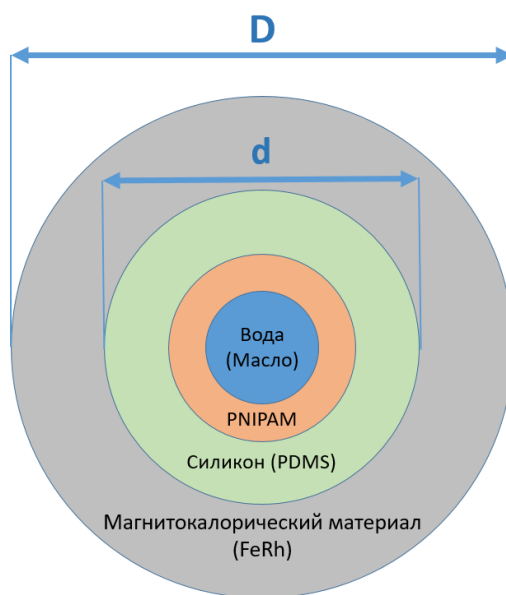 D
d
Вода
(Масло)
PNIPAM
Силикон (PDMS)
Магнитокалорический материал
(FeRh)